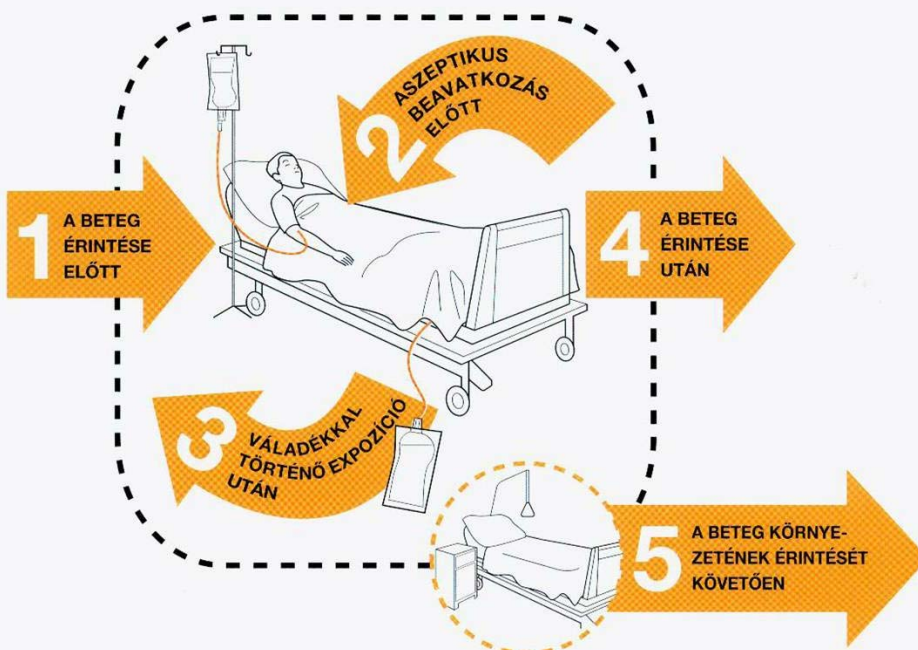 1
A BETEG
ÉRINTÉSE
ELŐTT
2
ASZEPTIKUS
BEAVATKOZÁS
ELŐTT
3
VÁLADÉKKAL
TÖRTÉNŐ EXPOZÍCIÓ
UTÁN
4
A BETEG
ÉRINTÉSE
UTÁN
5
A BETEG KÖRNYE-
ZETÉNEK ÉRINTÉSÉT
KÖVETŐEN